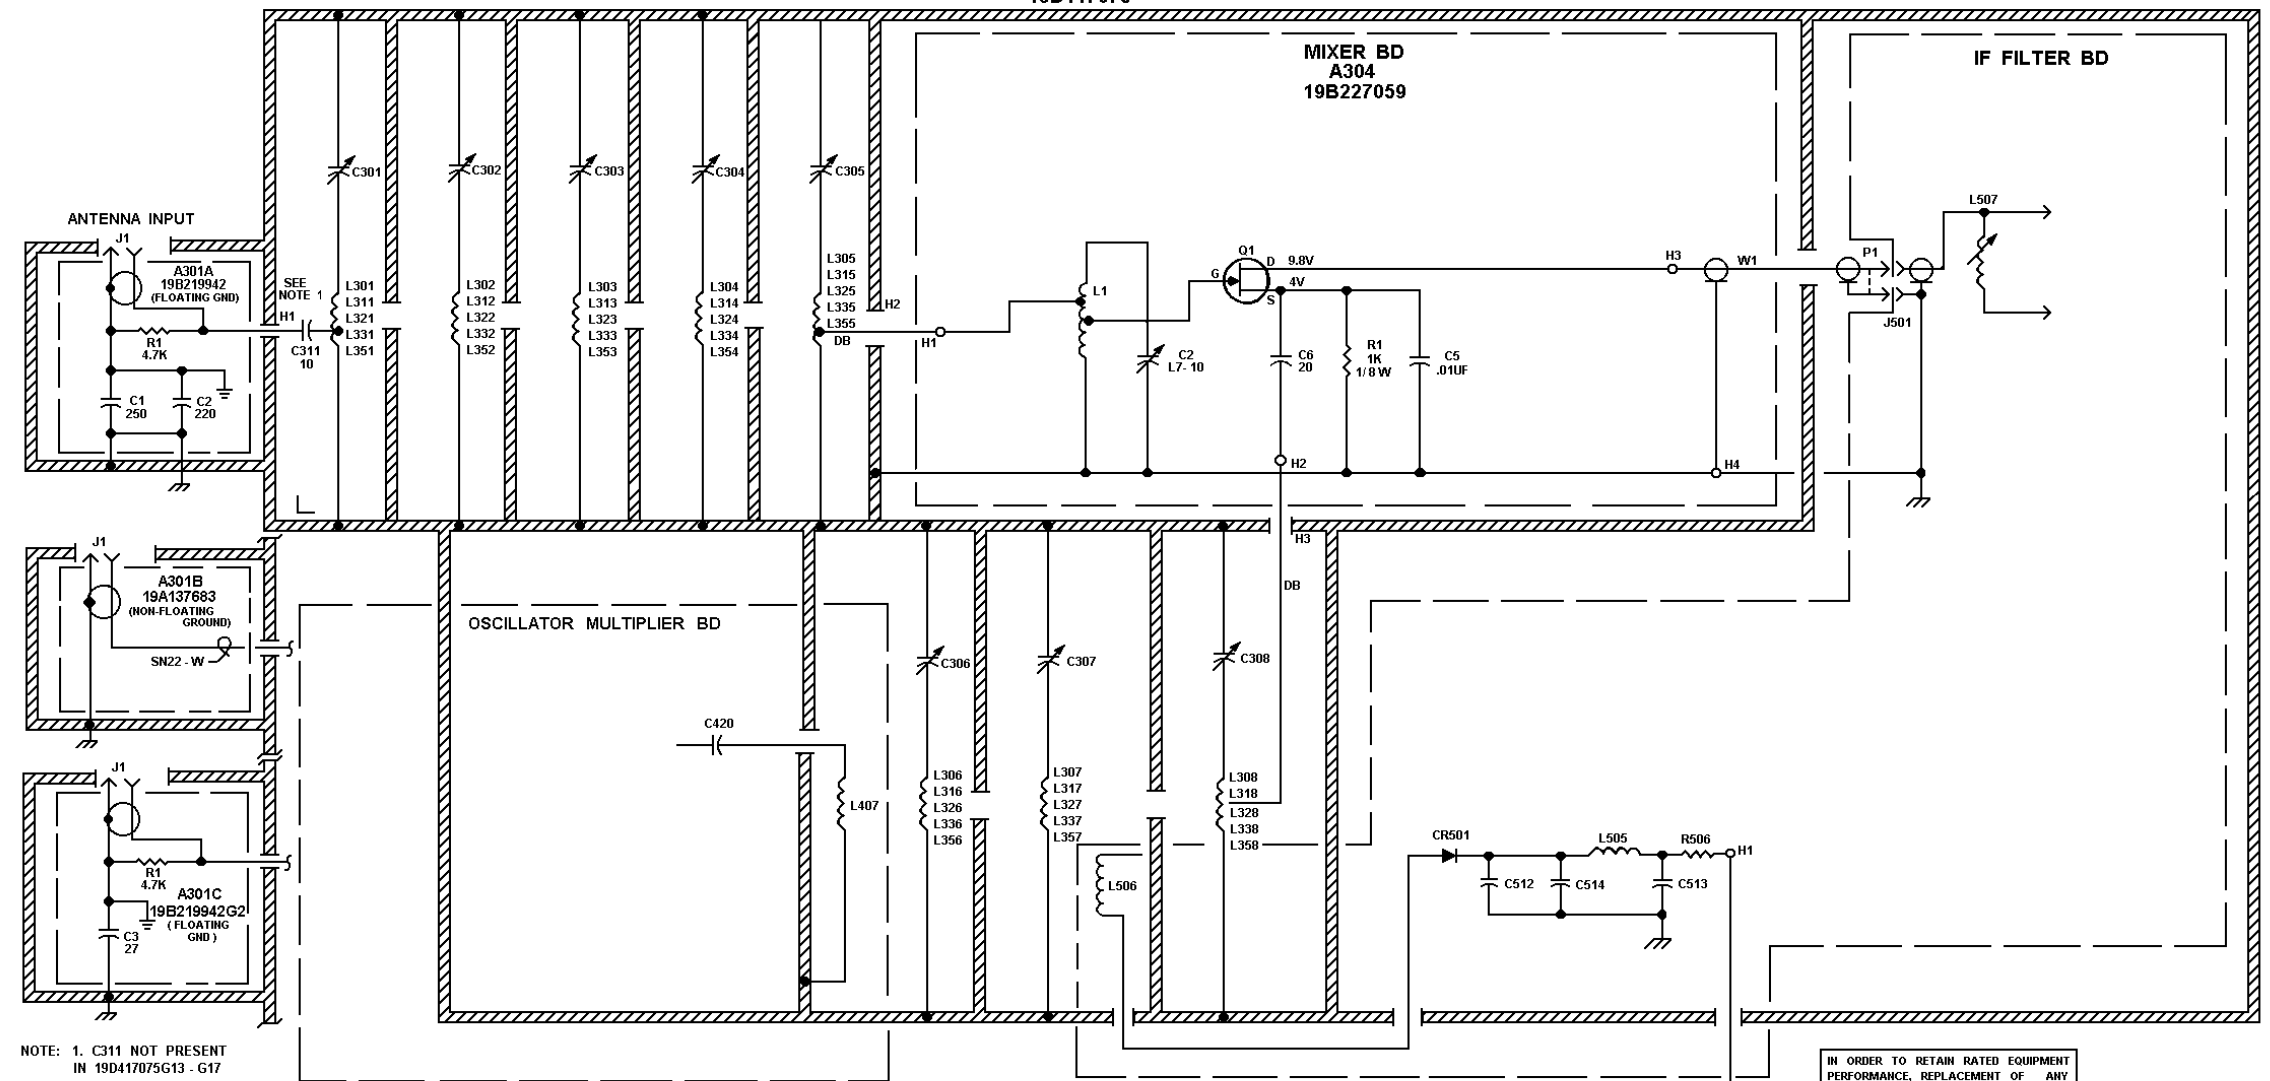 MIXER BD
A304
19B227059
IF FILTER BD
C301
C302
C303
C304
C305
ANTENNA INPUT
J1
A301A
19B219942
(FLOATING GND)
R1
4.7K
C1
250
C2
220
SEE
NOTE 1
H1
C311
10
L301
L311
L321
L331
L351
L302
L312
L322
L332
L352
L303
L313
L323
L333
L353
L304
L314
L324
L334
L354
L305
L315
L325
L335
L355
DB
H2
H1
L1
C2
L7-10
Q1
G
D
S
9.8V
4V
C6
20
R1
1K
1/8 W
C5
.01UF
H2
H3
W1
H4
P1
J501
L507
J1
A301B
19A137683
(NON-FLOATING
GROUND)
SN22 - W
OSCILLATOR MULTIPLIER BD
H3
DB
C306
C307
C308
C420
L407
L306
L316
L326
L336
L356
L307
L317
L327
L337
L357
L308
L318
L328
L338
L358
L506
CR501
L505
R506
H1
C512
C514
C513
J1
R1
4.7K
A301C
19B219942G2
(FLOATING
GND)
C3
27
NOTE: 1. C311 NOT PRESENT
IN 19D417075G13 - G17
IN ORDER TO RETAIN RATED EQUIPMENT
PERFORMANCE, REPLACEMENT OF ANY